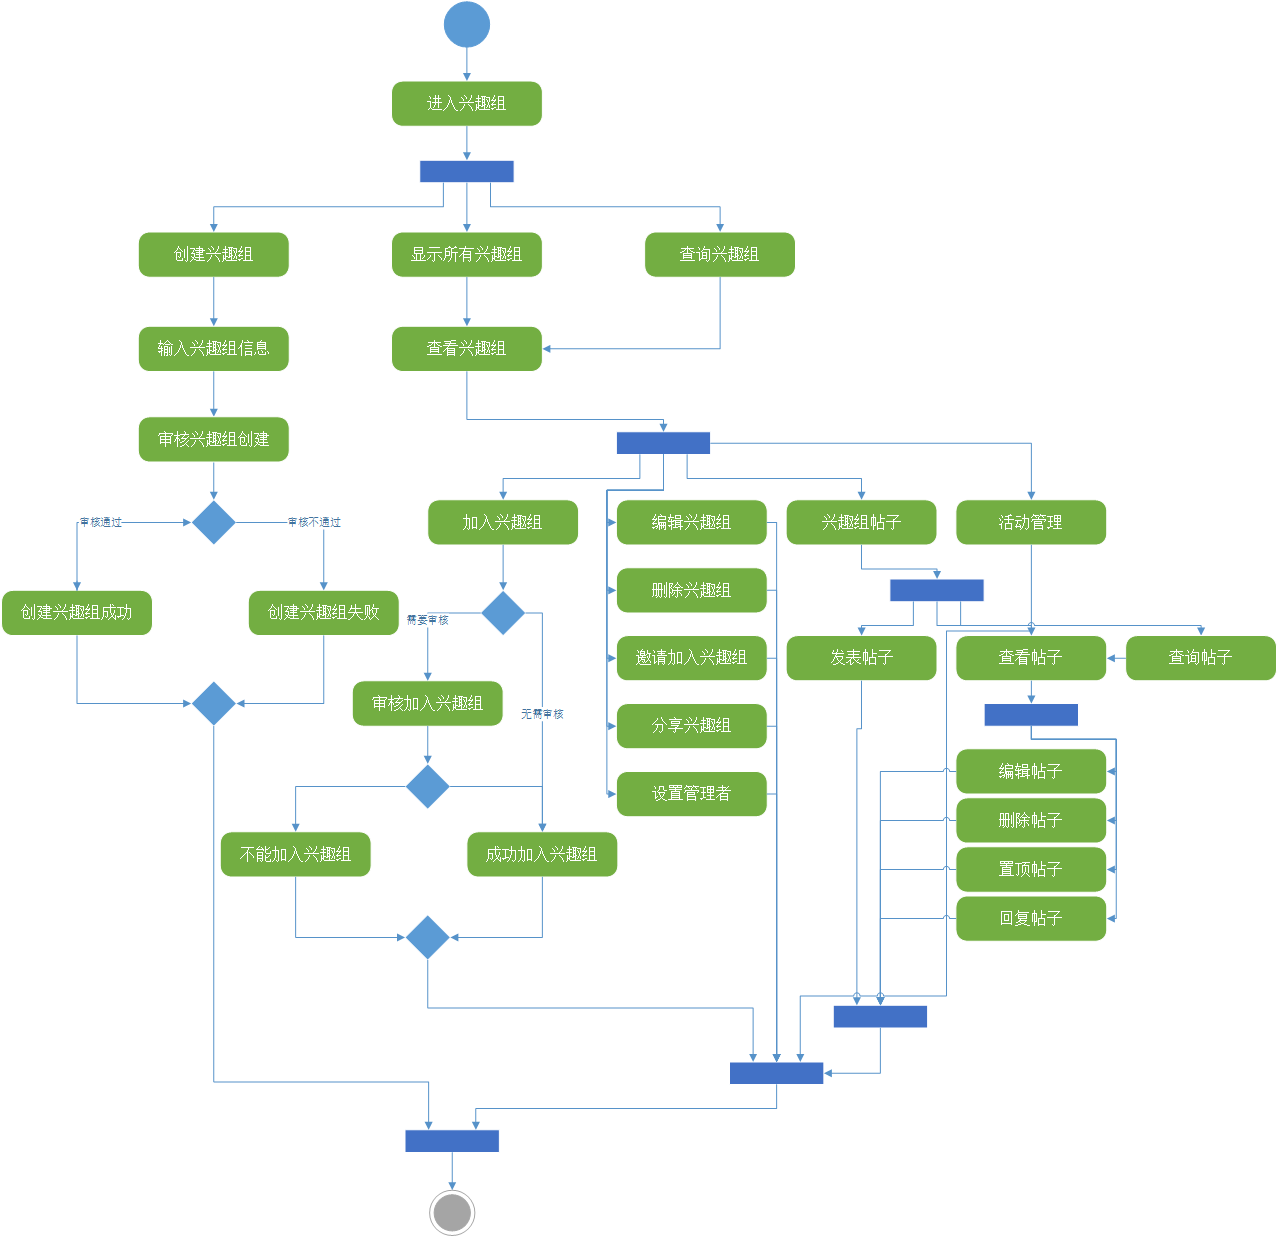 进入兴趣组
创建兴趣组
显示所有兴趣组
查询兴趣组
输入兴趣组信息
查看兴趣组
审核兴趣组创建
审核通过
审核不通过
加入兴趣组
编辑兴趣组
兴趣组帖子
活动管理
删除兴趣组
创建兴趣组成功
创建兴趣组失败
需要审核
邀请加入兴趣组
发表帖子
查看帖子
查询帖子
审核加入兴趣组
无需审核
分享兴趣组
编辑帖子
设置管理者
删除帖子
不能加入兴趣组
成功加入兴趣组
置顶帖子
回复帖子